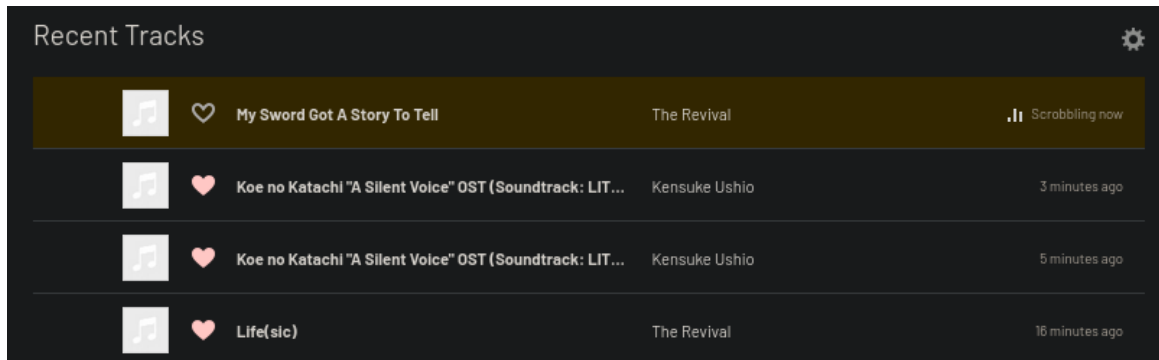 Recent Tracks
My Sword Got A Story To Tell The Revival Scrobbling now
Koe no Katachi "A Silent Voice" OST (Soundtrack: LIT... Kensuke Ushio 3 minutes ago
Koe no Katachi "A Silent Voice" OST (Soundtrack: LIT... Kensuke Ushio 5 minutes ago
Life(sic) The Revival 16 minutes ago